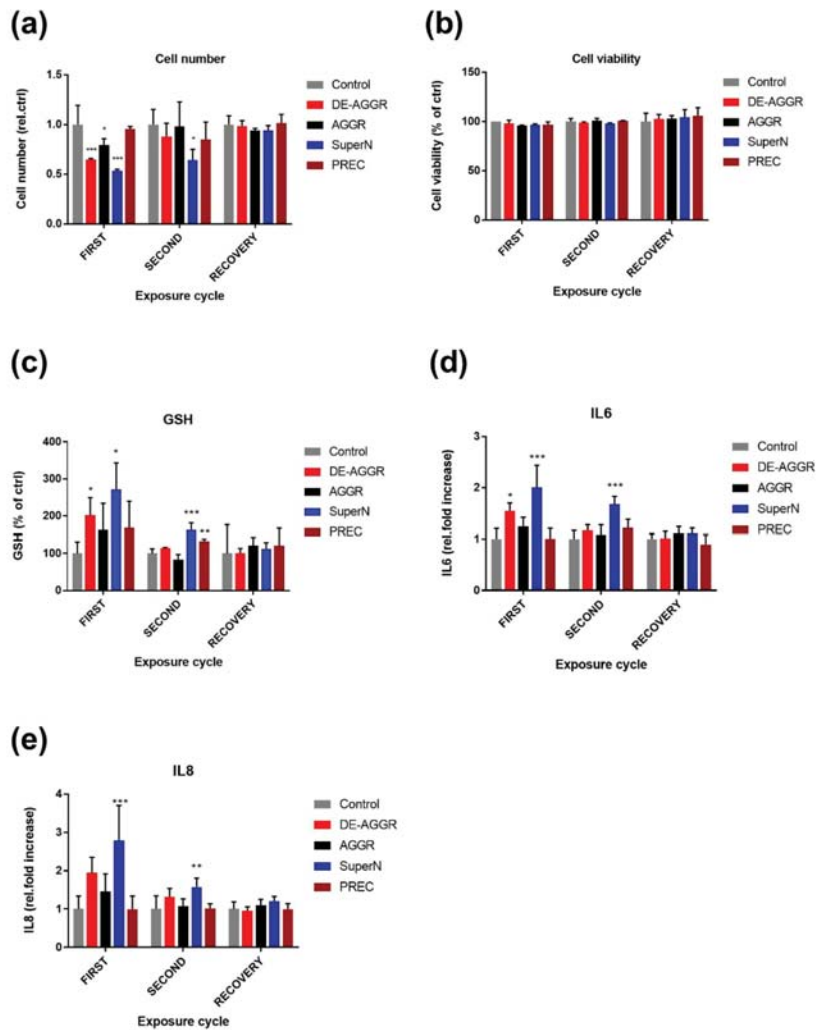 (a)
Cell number
Cell number (rel.ctrl)
1.5
1.0
0.5
0.0
***
*
***
*
FIRST
SECOND
RECOVERY
Exposure cycle
Control
DE-AGGR
AGGR
SuperN
PREC
(b)
Cell viability
Cell viability (% of ctrl)
150
100
50
0
FIRST
SECOND
RECOVERY
Exposure cycle
Control
DE-AGGR
AGGR
SuperN
PREC
(c)
GSH
GSH (% of ctrl)
400
300
200
100
0
*
*
***
**
FIRST
SECOND
RECOVERY
Exposure cycle
Control
DE-AGGR
AGGR
SuperN
PREC
(d)
IL6
IL6 (rel.fold increase)
3
2
1
0
*
***
***
FIRST
SECOND
RECOVERY
Exposure cycle
Control
DE-AGGR
AGGR
SuperN
PREC
(e)
IL8
IL8 (rel.fold increase)
4
3
2
1
0
***
**
FIRST
SECOND
RECOVERY
Exposure cycle
Control
DE-AGGR
AGGR
SuperN
PREC